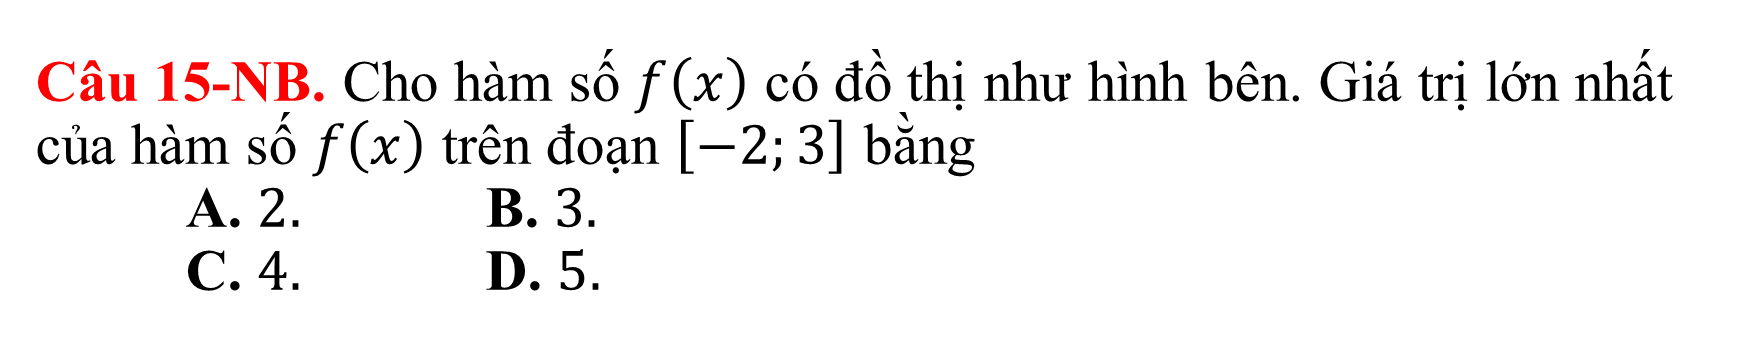 Câu 15-NB. Cho hàm số f(x) có đồ thị như hình bên. Giá trị lớn nhất
của hàm số f(x) trên đoạn [−2; 3] bằng
A. 2. B. 3.
C. 4. D. 5.